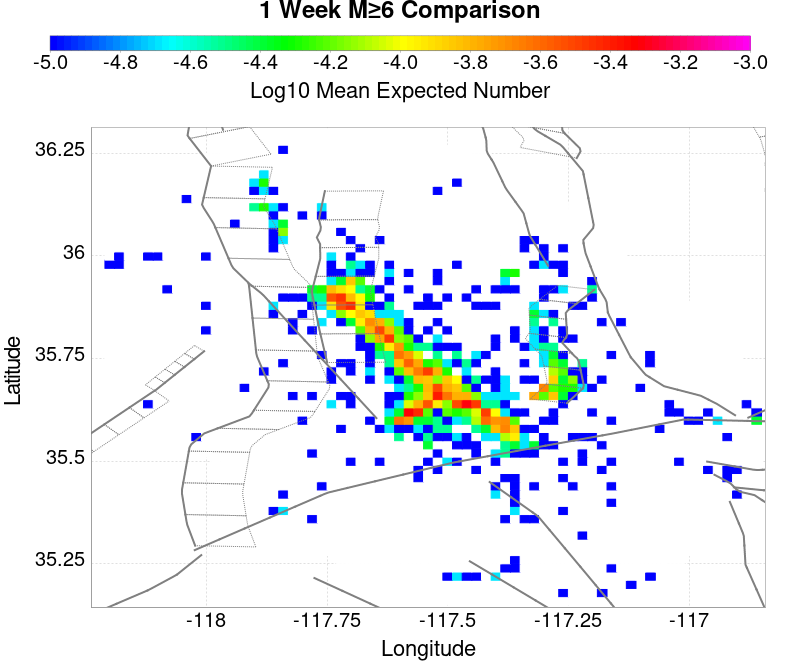 1 Week M≥6 Comparison
-5.0 -4.8 -4.6 -4.4 -4.2 -4.0 -3.8 -3.6 -3.4 -3.2 -3.0
Log10 Mean Expected Number
36.25
36
35.75
35.5
35.25
Latitude
-118 -117.75 -117.5 -117.25 -117
Longitude